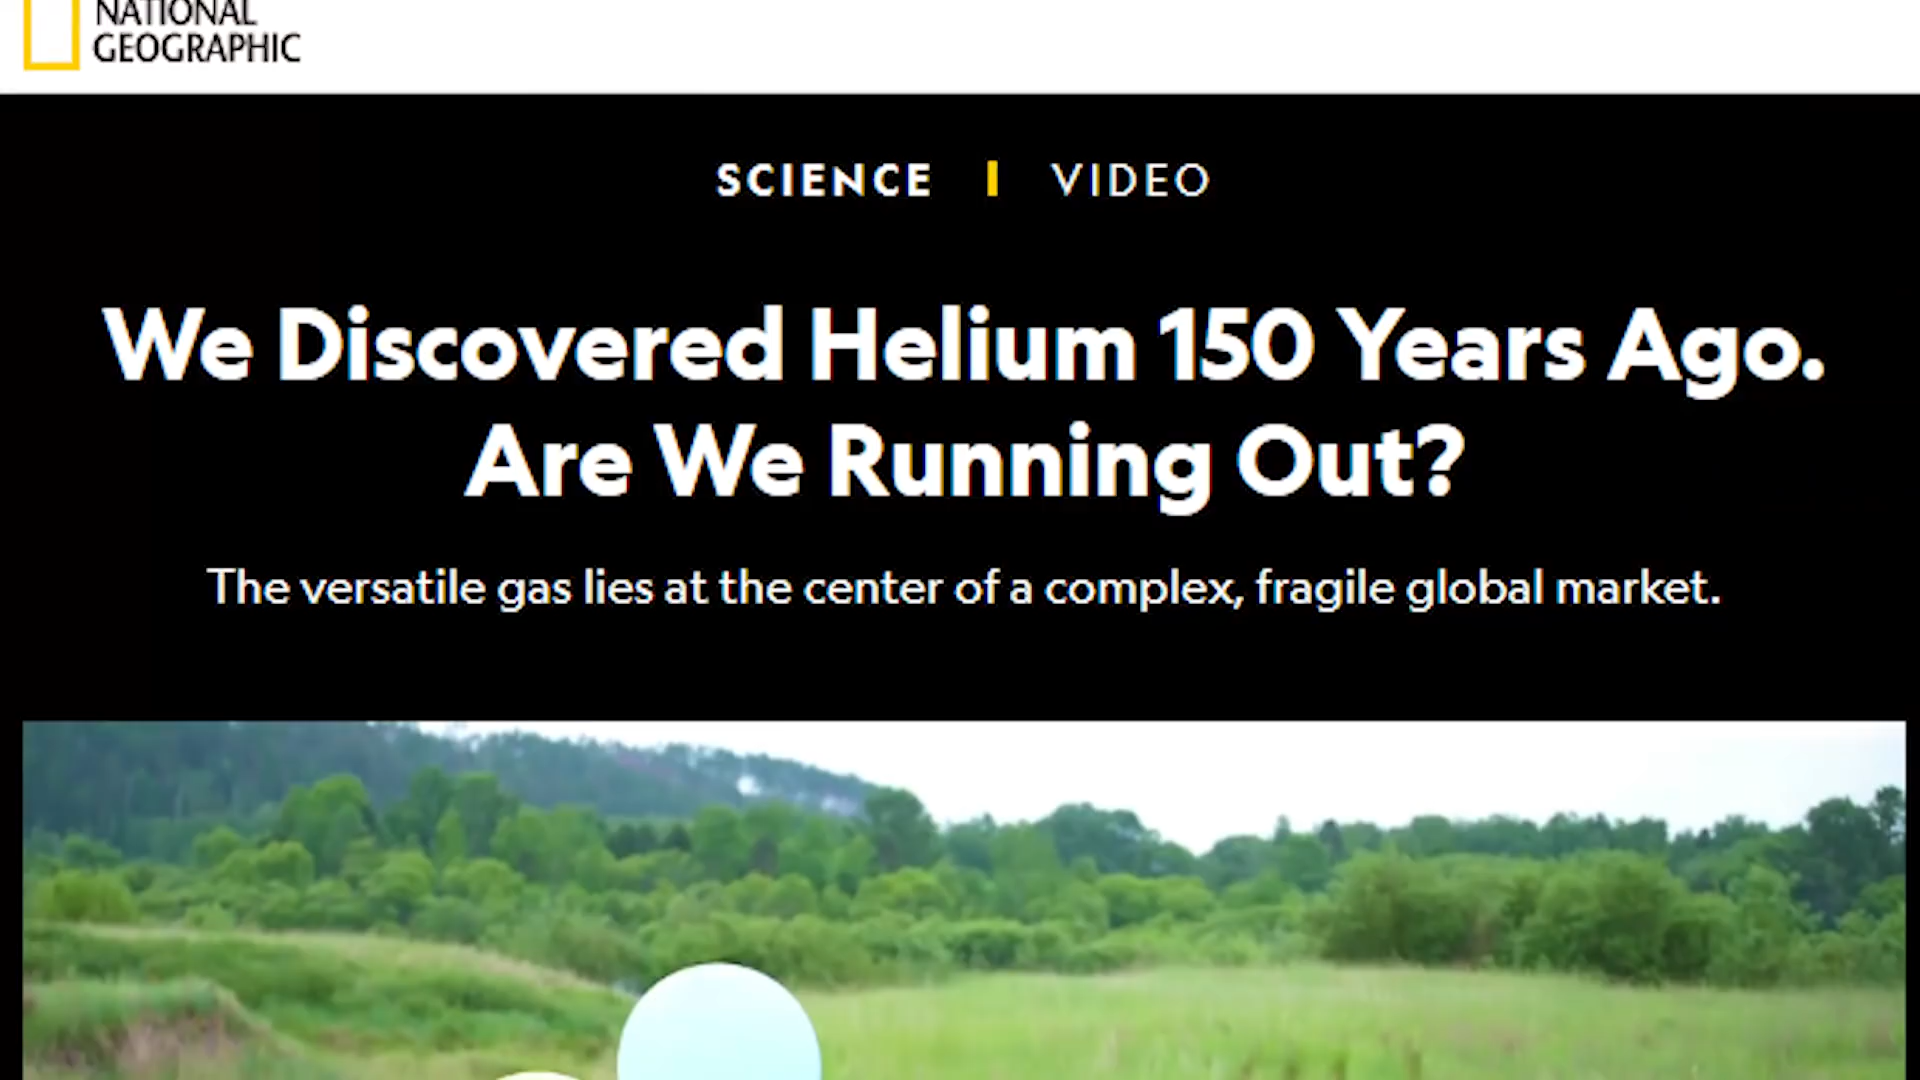 NATIONAL
GEOGRAPHIC
SCIENCE | VIDEO
We Discovered Helium 150 Years Ago.
Are We Running Out?
The versatile gas lies at the center of a complex, fragile global market.